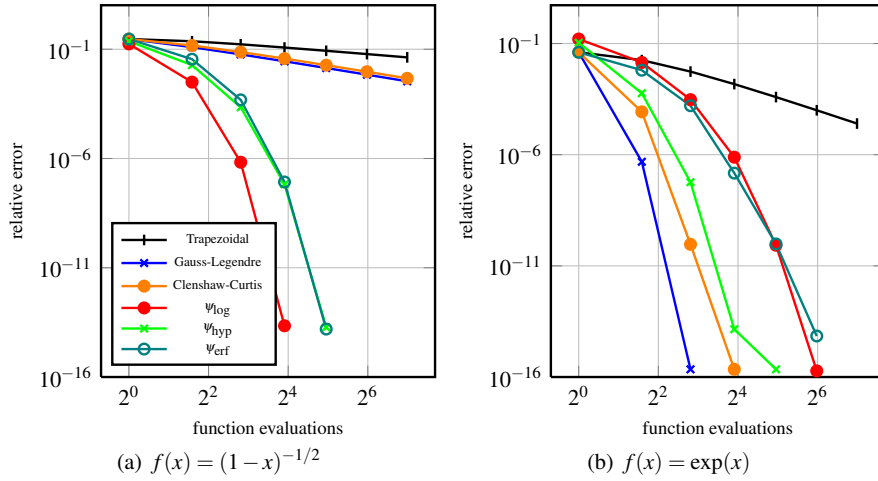 10^{-1}
10^{-6}
10^{-11}
10^{-16}
relative error
Trapezoidal
Gauss-Legendre
Clenshaw-Curtis
ψ_log
ψ_hyp
ψ_erf
2^0 2^2 2^4 2^6
function evaluations
(a) f(x) = (1−x)^{−1/2}
10^{-1}
10^{-6}
10^{-11}
10^{-16}
relative error
2^0 2^2 2^4 2^6
function evaluations
(b) f(x) = exp(x)